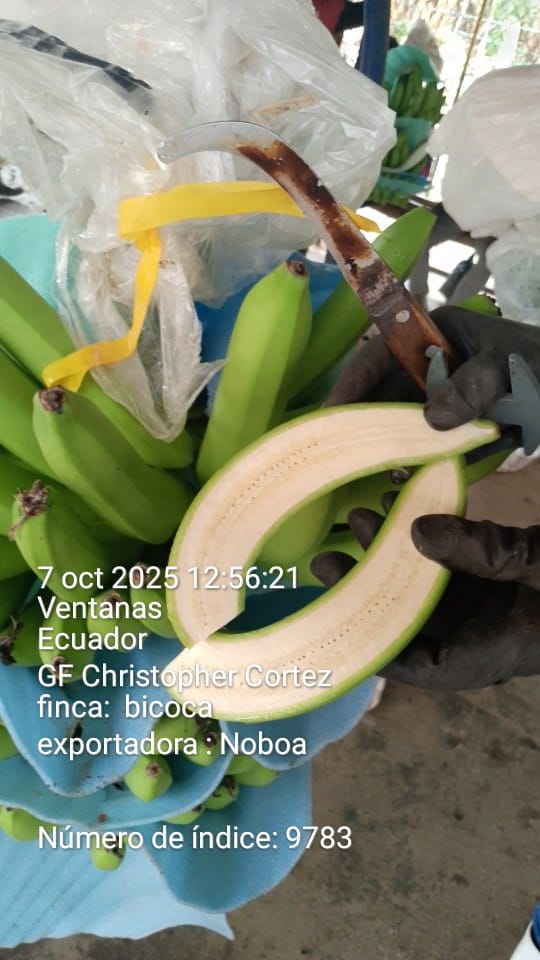 7 oct 2025 12:56:21
Ventanas
Ecuador
GF Christopher Cortez
finca: bicoca
exportadora : Noboa
Número de índice: 9783